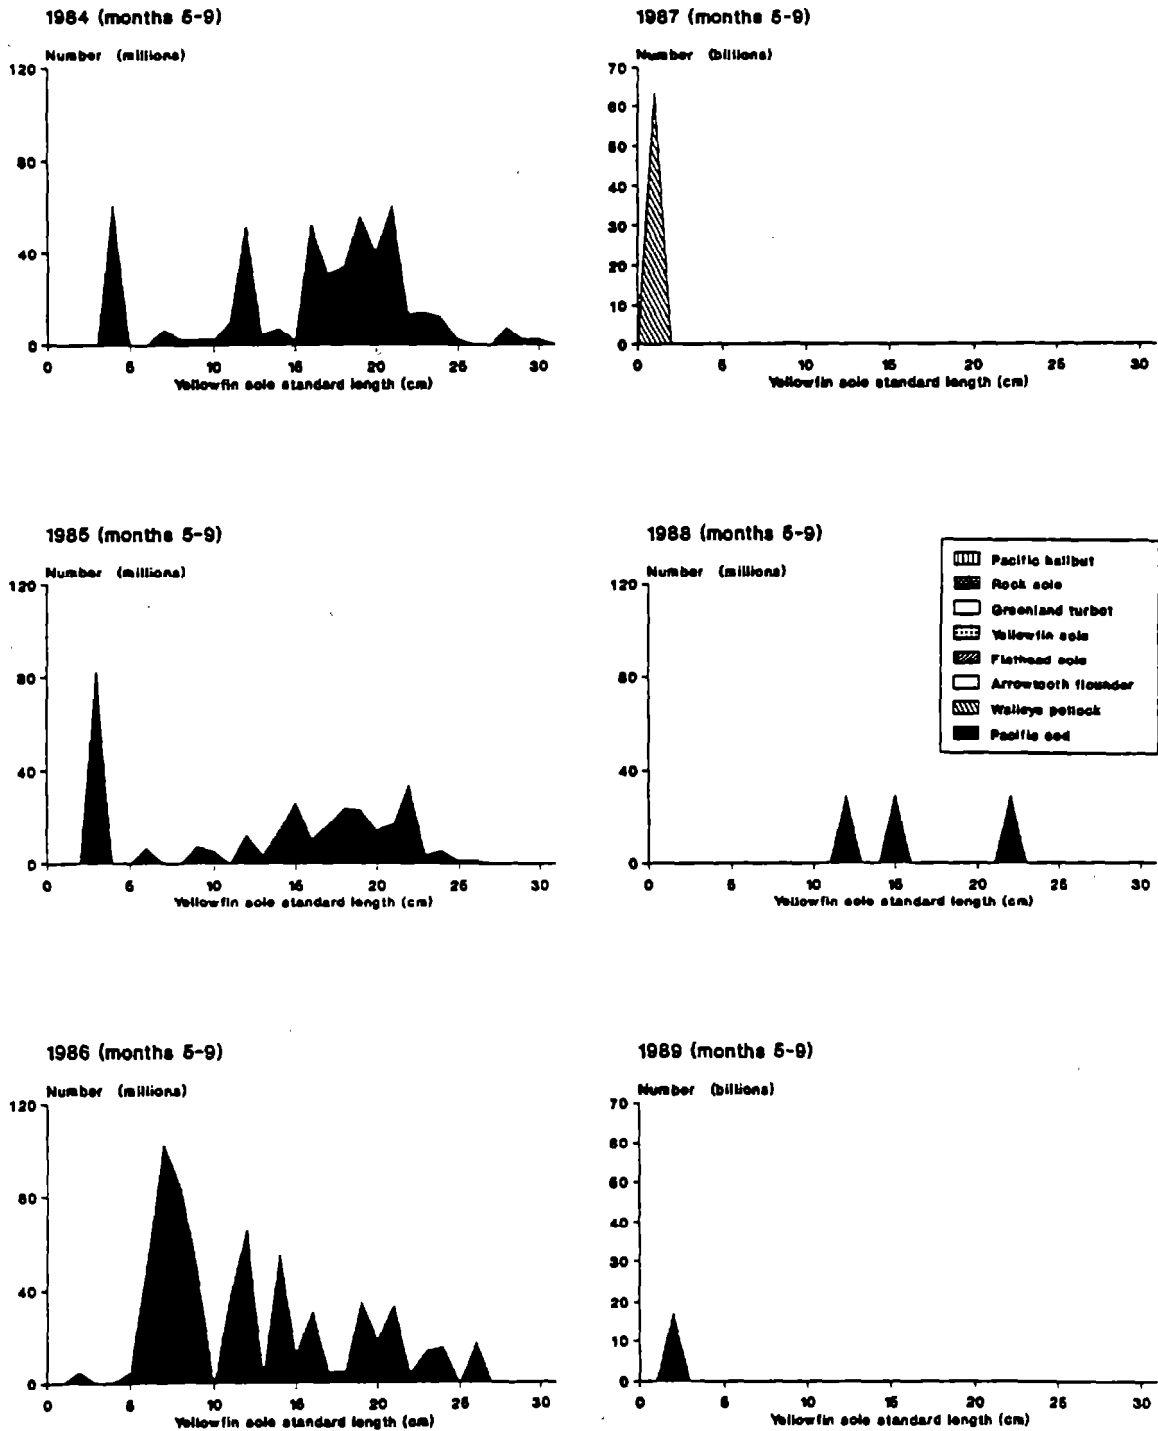 1984 (months 5-9)
Number (millions)
120
80
40
0
0 5 10 15 20 25 30
Yellowfin sole standard length (cm)
1987 (months 5-9)
Number (billions)
70
60
50
40
30
20
10
0
0 5 10 15 20 25 30
Yellowfin sole standard length (cm)
1985 (months 5-9)
Number (millions)
120
80
40
0
0 5 10 15 20 25 30
Yellowfin sole standard length (cm)
1988 (months 5-9)
Number (millions)
120
80
40
0
0 5 10 15 20 25 30
Yellowfin sole standard length (cm)
Pacific halibut
Rock sole
Greenland turbot
Yellowfin sole
Flathead sole
Arrowtooth flounder
Walleye pollock
Pacific cod
1986 (months 5-9)
Number (millions)
120
80
40
0
0 5 10 15 20 25 30
Yellowfin sole standard length (cm)
1989 (months 5-9)
Number (billions)
70
60
50
40
30
20
10
0
0 5 10 15 20 25 30
Yellowfin sole standard length (cm)